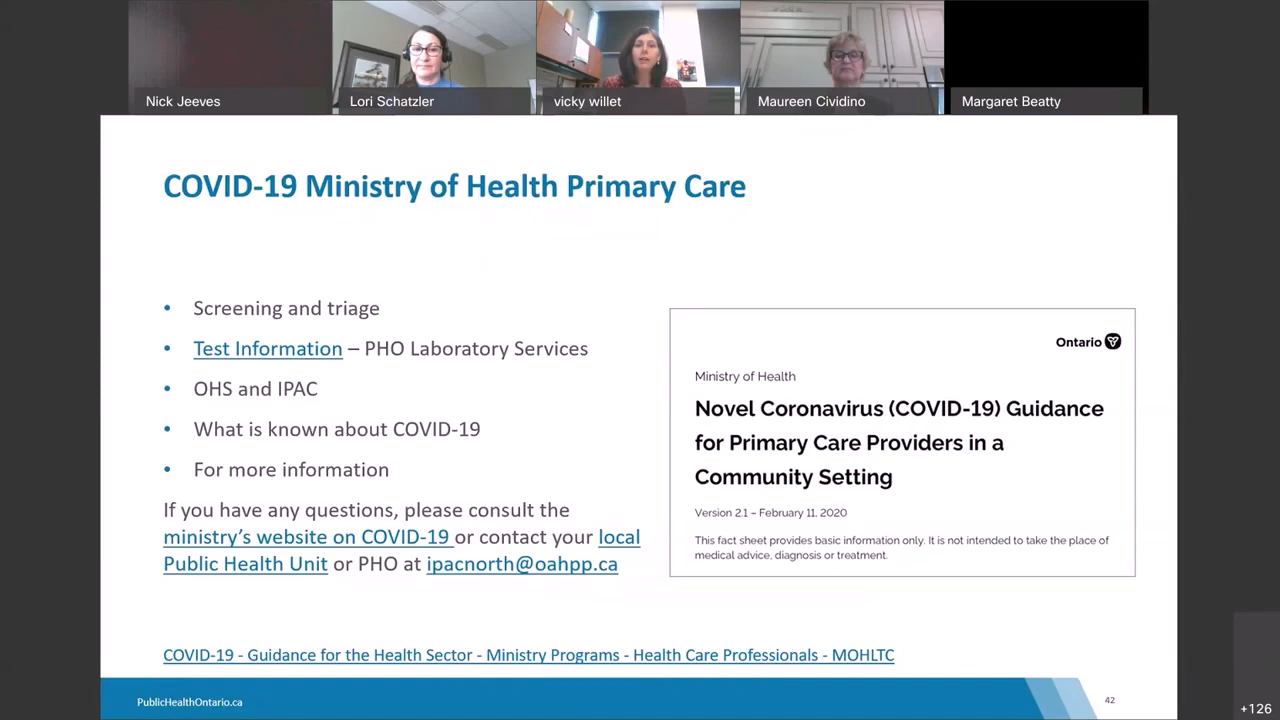 Nick Jeeves
Lori Schatzler
vicky willet
Maureen Cividino
Margaret Beatty
COVID-19 Ministry of Health Primary Care
• Screening and triage
• Test Information – PHO Laboratory Services
• OHS and IPAC
• What is known about COVID-19
• For more information
If you have any questions, please consult the
ministry’s website on COVID-19 or contact your local
Public Health Unit or PHO at ipacnorth@oahpp.ca
Ontario
Ministry of Health
Novel Coronavirus (COVID-19) Guidance
for Primary Care Providers in a
Community Setting
Version 2.1 – February 11, 2020
This fact sheet provides basic information only. It is not intended to take the place of
medical advice, diagnosis or treatment.
COVID-19 - Guidance for the Health Sector - Ministry Programs - Health Care Professionals - MOHLTC
PublicHealthOntario.ca
42
+126